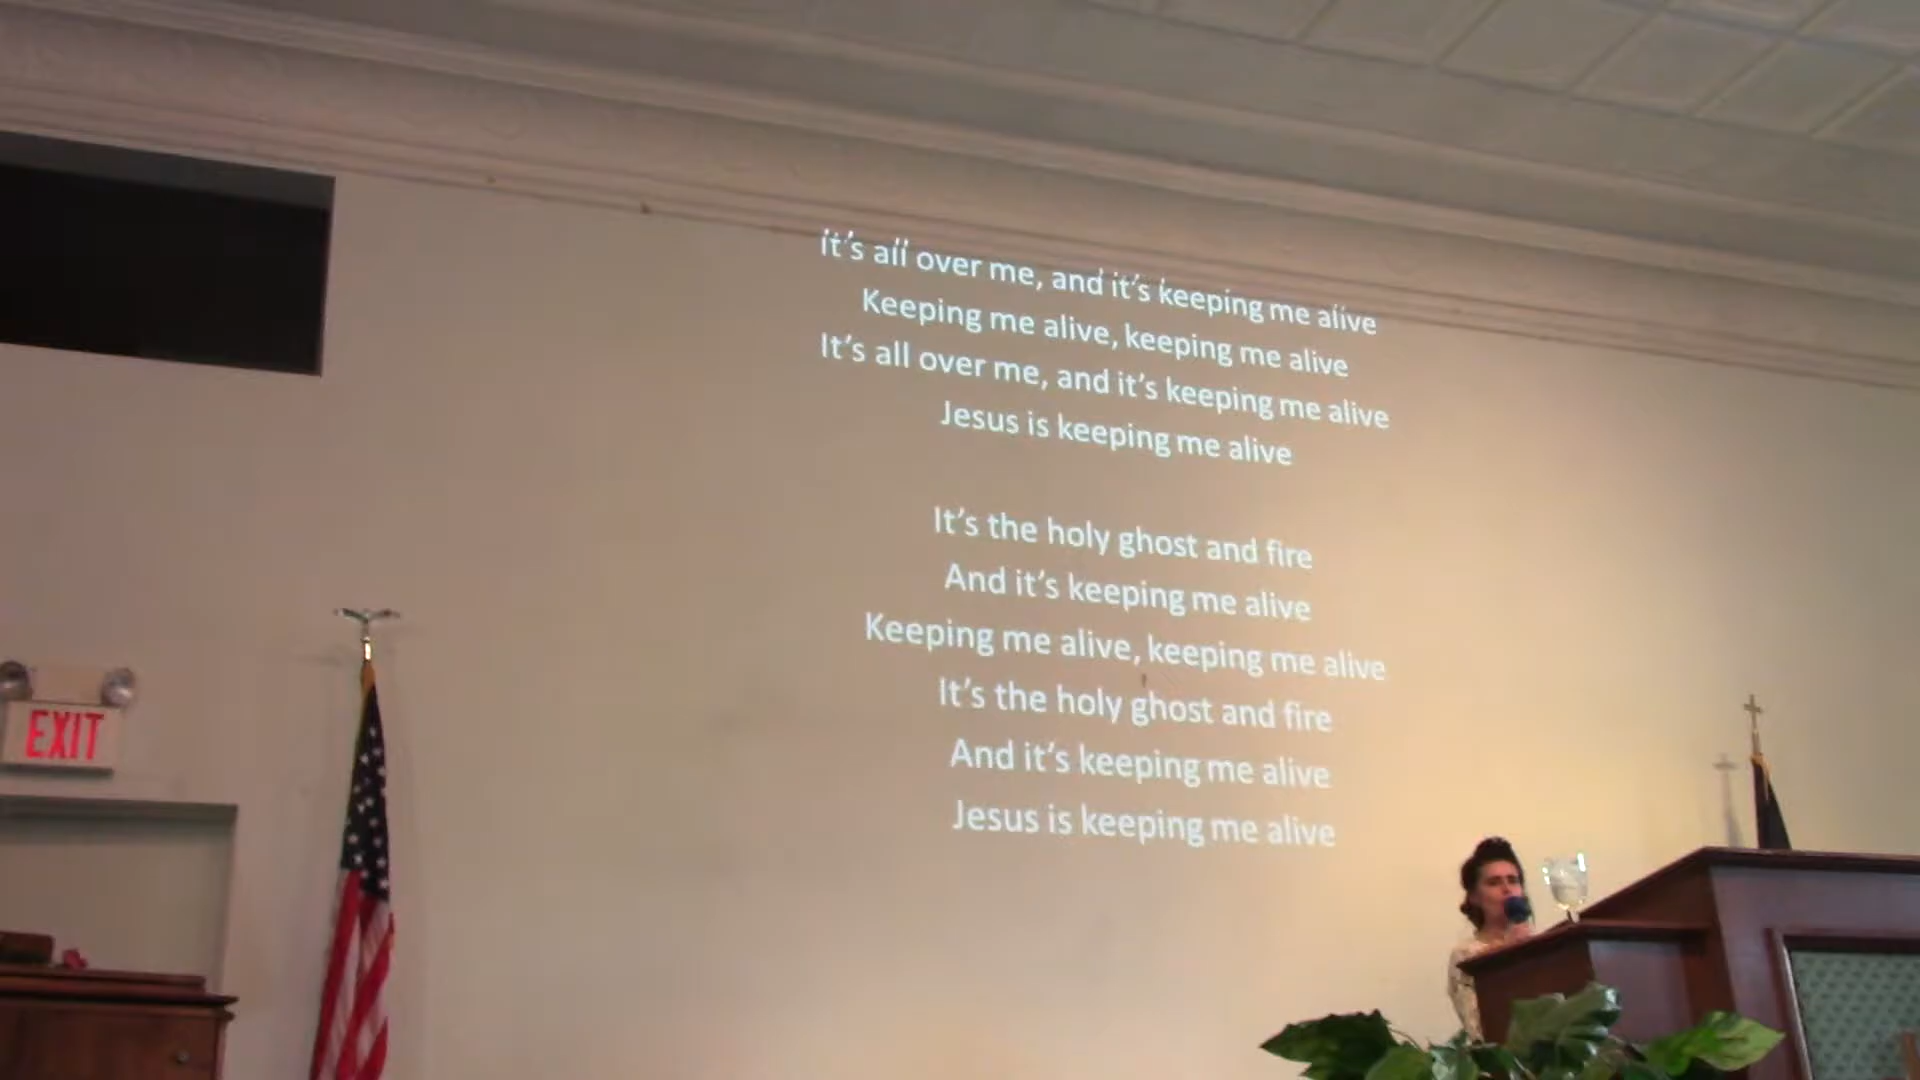 It's all over me, and it's keeping me alive
Keeping me alive, keeping me alive
It's all over me, and it's keeping me alive
Jesus is keeping me alive
It's the holy ghost and fire
And it's keeping me alive
Keeping me alive, keeping me alive
It's the holy ghost and fire
And it's keeping me alive
Jesus is keeping me alive
EXIT